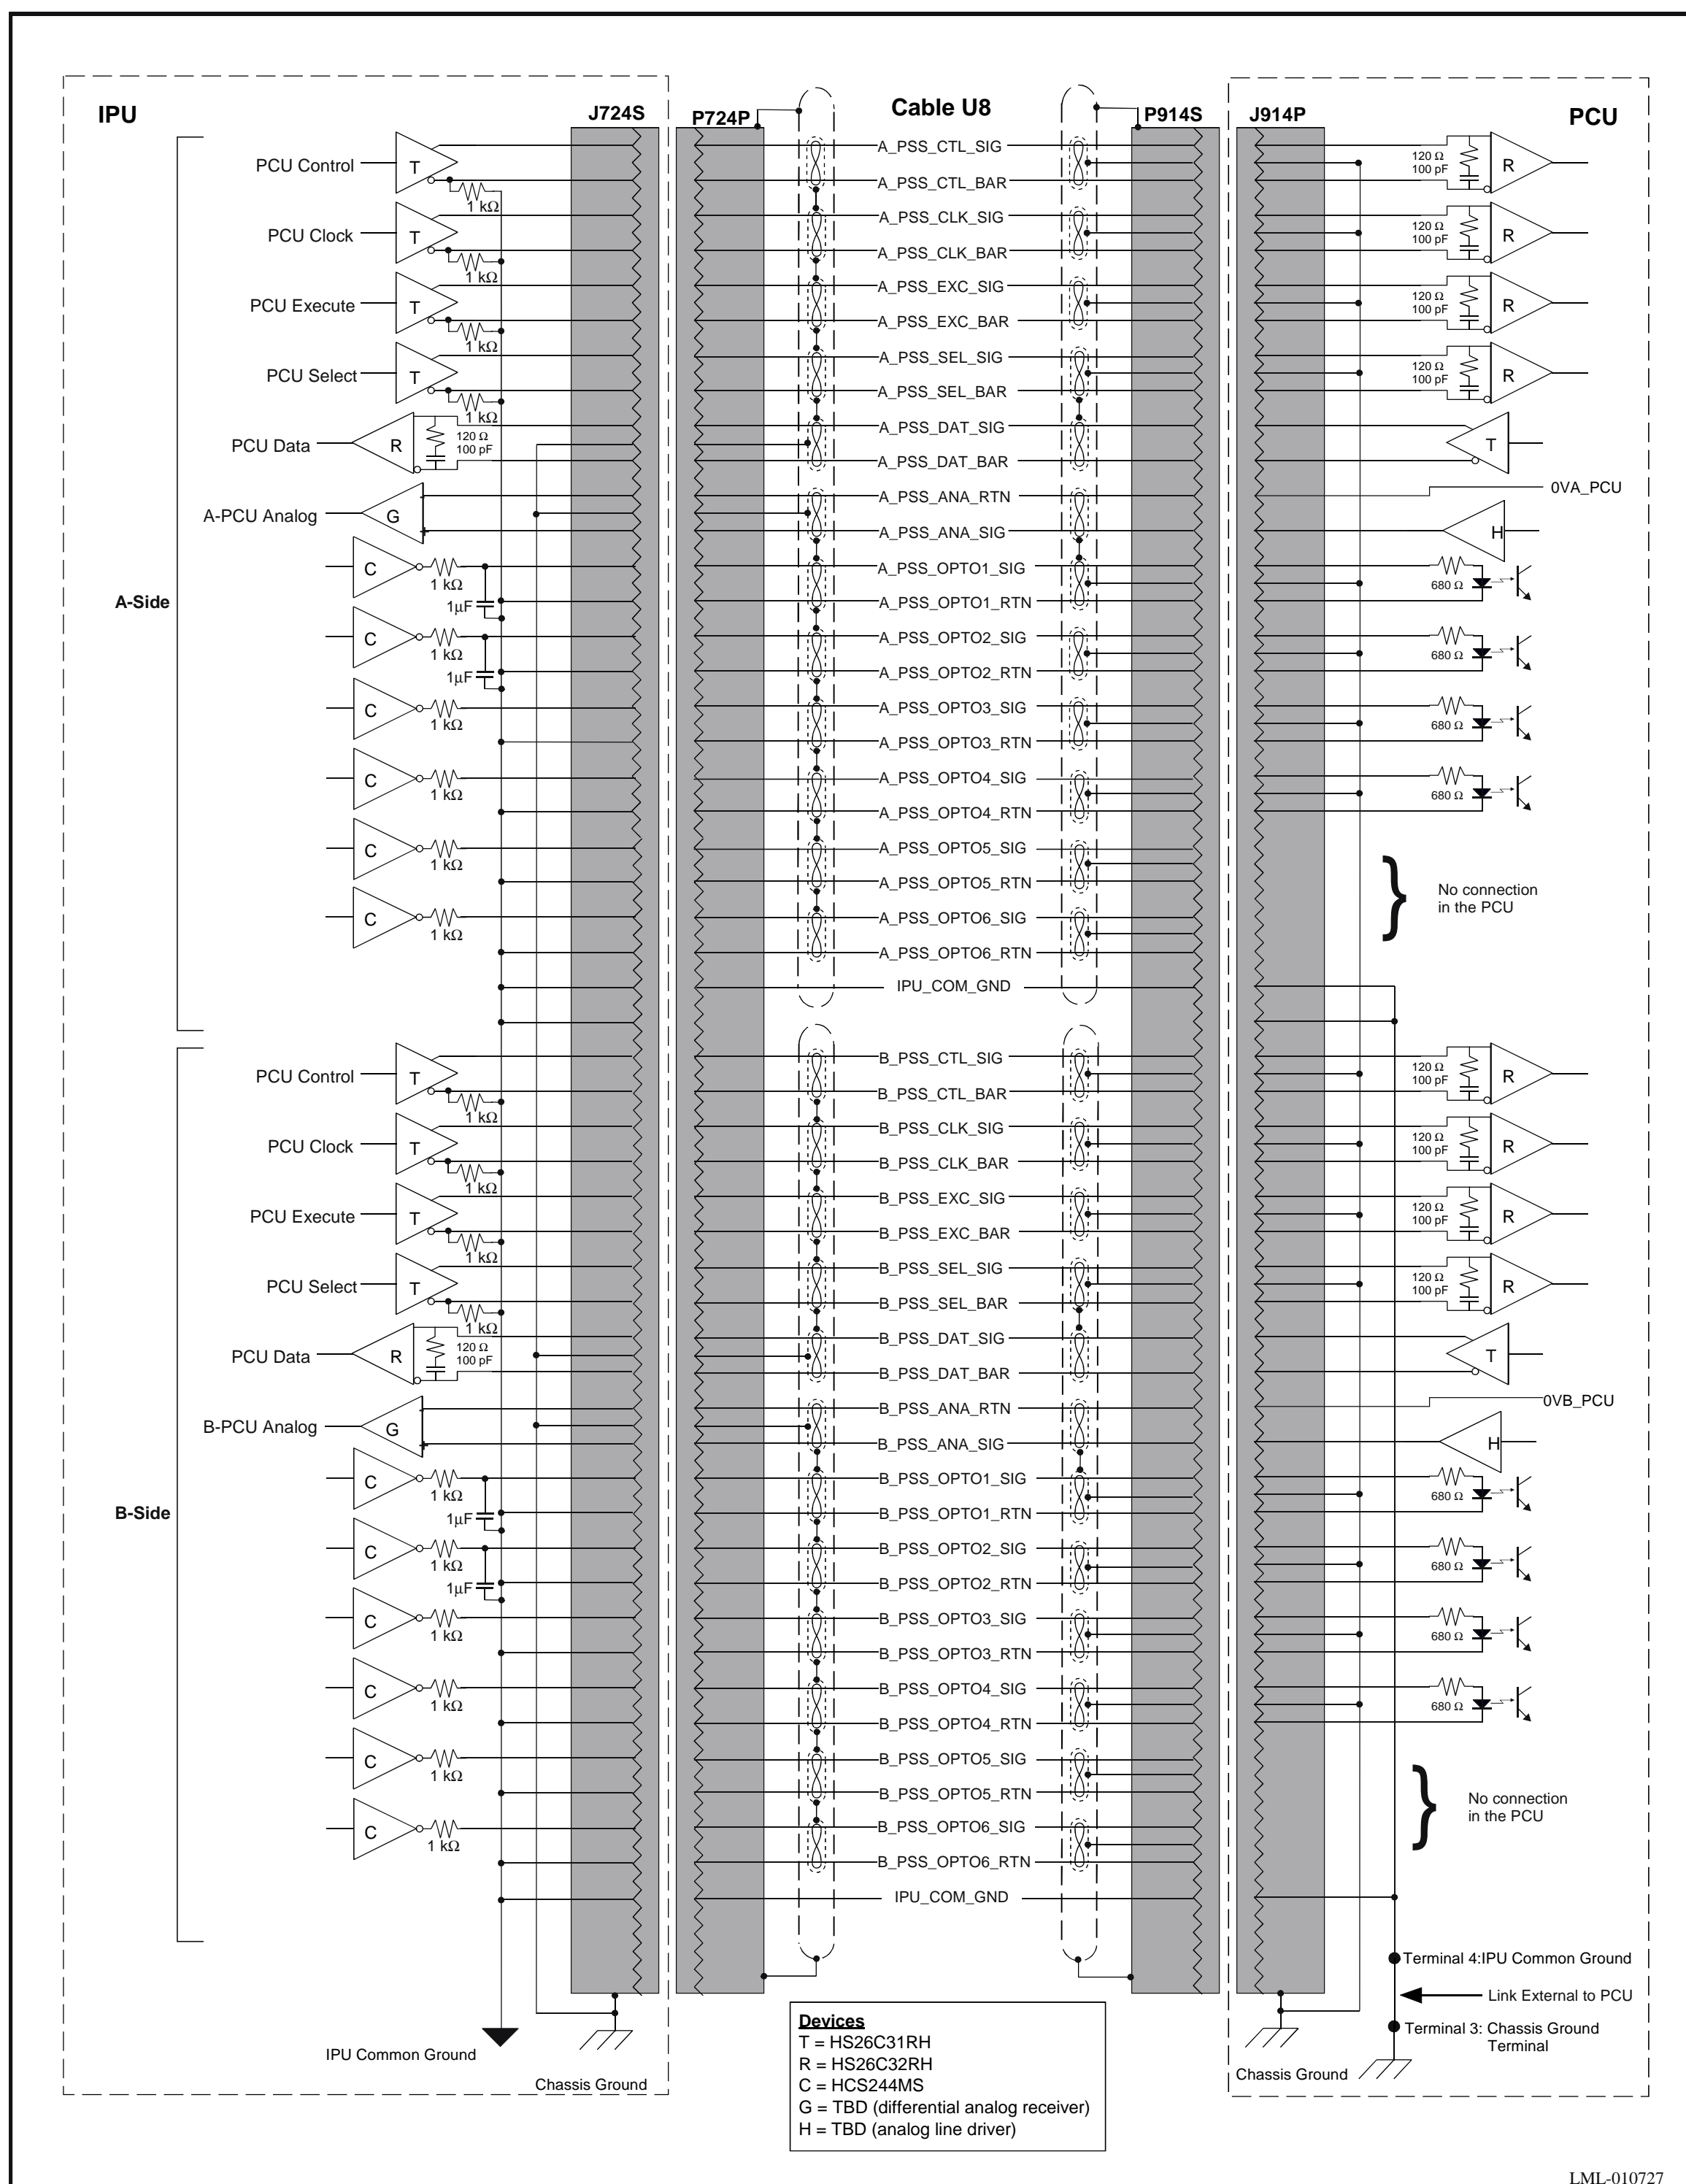 IPU
J724S
P724P
Cable U8
P914S
J914P
PCU
A-Side
PCU Control
T
1 kΩ
PCU Clock
T
1 kΩ
PCU Execute
T
1 kΩ
PCU Select
T
1 kΩ
PCU Data
R
120 Ω
100 pF
A-PCU Analog
G
C
1 kΩ
1µF
C
1 kΩ
1µF
C
1 kΩ
C
1 kΩ
C
1 kΩ
C
1 kΩ
A_PSS_CTL_SIG
A_PSS_CTL_BAR
A_PSS_CLK_SIG
A_PSS_CLK_BAR
A_PSS_EXC_SIG
A_PSS_EXC_BAR
A_PSS_SEL_SIG
A_PSS_SEL_BAR
A_PSS_DAT_SIG
A_PSS_DAT_BAR
A_PSS_ANA_RTN
A_PSS_ANA_SIG
A_PSS_OPTO1_SIG
A_PSS_OPTO1_RTN
A_PSS_OPTO2_SIG
A_PSS_OPTO2_RTN
A_PSS_OPTO3_SIG
A_PSS_OPTO3_RTN
A_PSS_OPTO4_SIG
A_PSS_OPTO4_RTN
A_PSS_OPTO5_SIG
A_PSS_OPTO5_RTN
A_PSS_OPTO6_SIG
A_PSS_OPTO6_RTN
IPU_COM_GND
120 Ω
100 pF
R
120 Ω
100 pF
R
120 Ω
100 pF
R
120 Ω
100 pF
R
T
0VA_PCU
H
680 Ω
680 Ω
680 Ω
680 Ω
No connection
in the PCU
B-Side
PCU Control
T
1 kΩ
PCU Clock
T
1 kΩ
PCU Execute
T
1 kΩ
PCU Select
T
1 kΩ
PCU Data
R
120 Ω
100 pF
B-PCU Analog
G
C
1 kΩ
1µF
C
1 kΩ
1µF
C
1 kΩ
C
1 kΩ
C
1 kΩ
C
1 kΩ
B_PSS_CTL_SIG
B_PSS_CTL_BAR
B_PSS_CLK_SIG
B_PSS_CLK_BAR
B_PSS_EXC_SIG
B_PSS_EXC_BAR
B_PSS_SEL_SIG
B_PSS_SEL_BAR
B_PSS_DAT_SIG
B_PSS_DAT_BAR
B_PSS_ANA_RTN
B_PSS_ANA_SIG
B_PSS_OPTO1_SIG
B_PSS_OPTO1_RTN
B_PSS_OPTO2_SIG
B_PSS_OPTO2_RTN
B_PSS_OPTO3_SIG
B_PSS_OPTO3_RTN
B_PSS_OPTO4_SIG
B_PSS_OPTO4_RTN
B_PSS_OPTO5_SIG
B_PSS_OPTO5_RTN
B_PSS_OPTO6_SIG
B_PSS_OPTO6_RTN
IPU_COM_GND
120 Ω
100 pF
R
120 Ω
100 pF
R
120 Ω
100 pF
R
120 Ω
100 pF
R
T
0VB_PCU
H
680 Ω
680 Ω
680 Ω
680 Ω
No connection
in the PCU
Terminal 4:IPU Common Ground
Link External to PCU
Terminal 3: Chassis Ground
Terminal
Chassis Ground
IPU Common Ground
Chassis Ground
Devices
T = HS26C31RH
R = HS26C32RH
C = HCS244MS
G = TBD (differential analog receiver)
H = TBD (analog line driver)
LML-010727